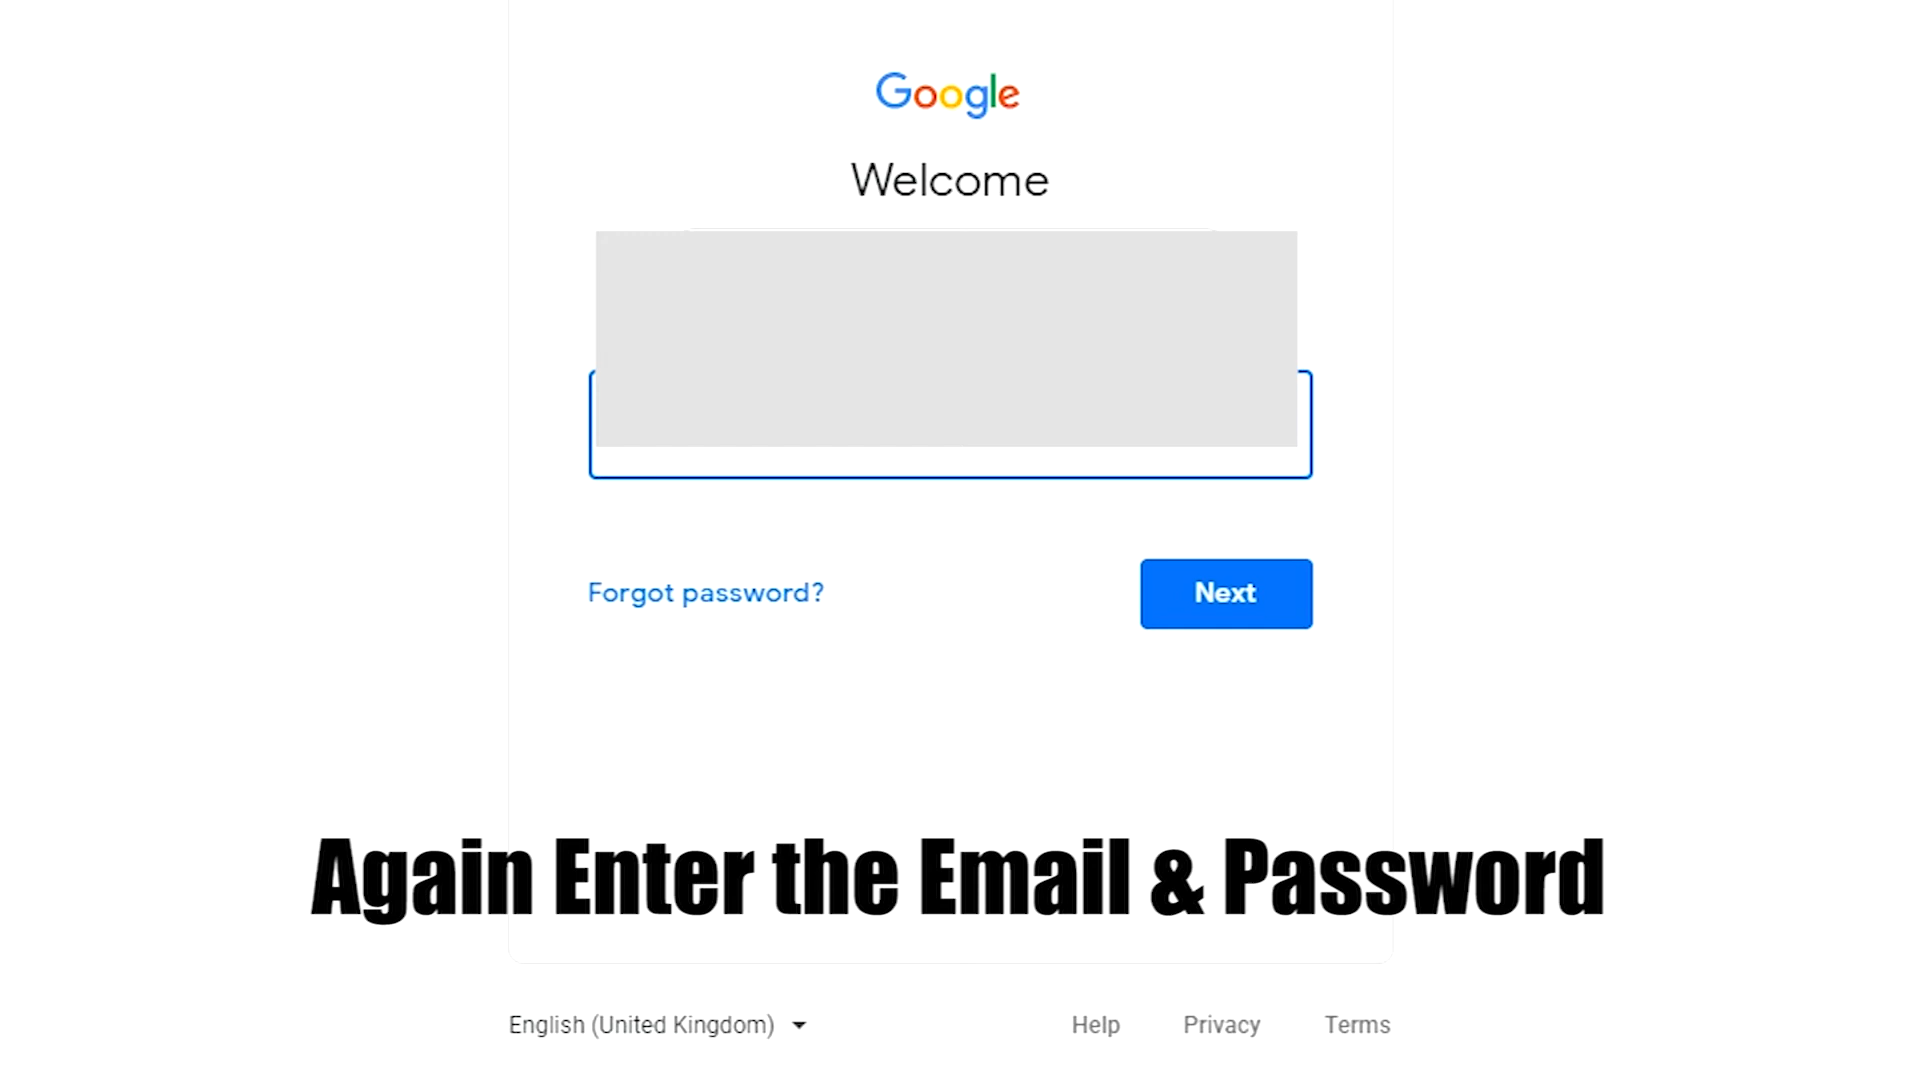 Google
Welcome
Forgot password?
Next
Again Enter the Email & Password
English (United Kingdom)
Help Privacy Terms